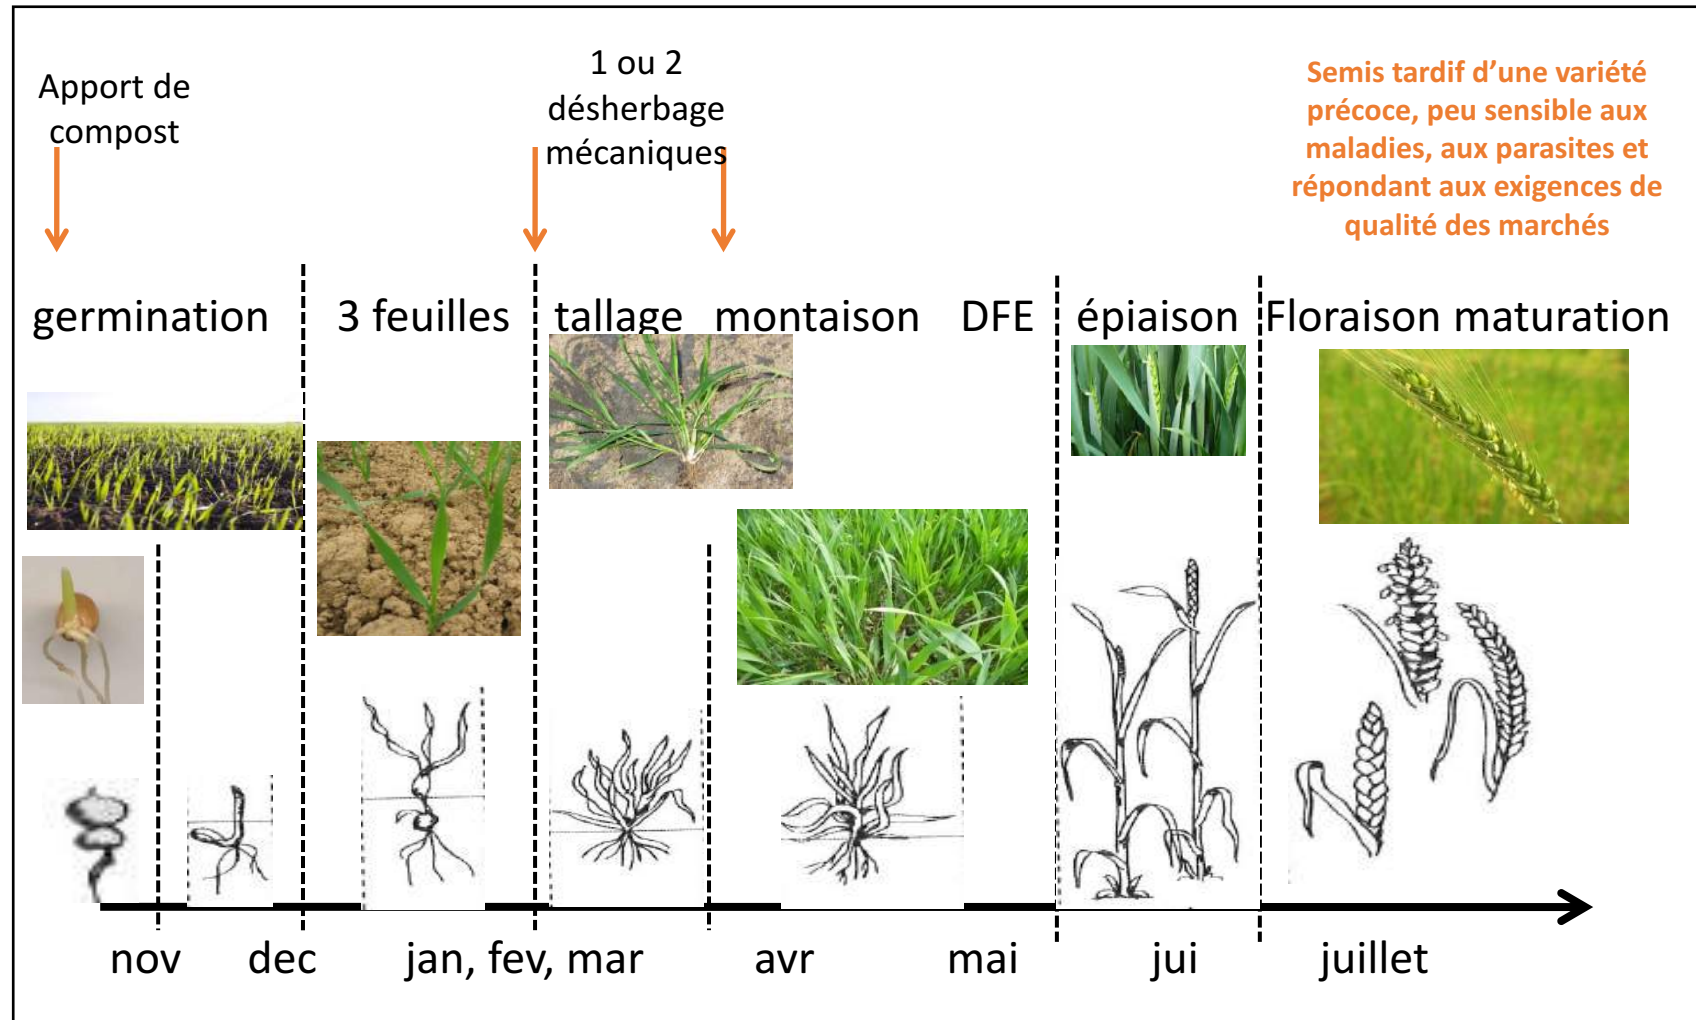 Apport de
compost
1 ou 2
désherbage
mécaniques
Semis tardif d’une variété
précoce, peu sensible aux
maladies, aux parasites et
répondant aux exigences de
qualité des marchés
germination
3 feuilles
tallage
montaison
DFE
épiaison
Floraison maturation
nov
dec
jan, fev, mar
avr
mai
jui
juillet